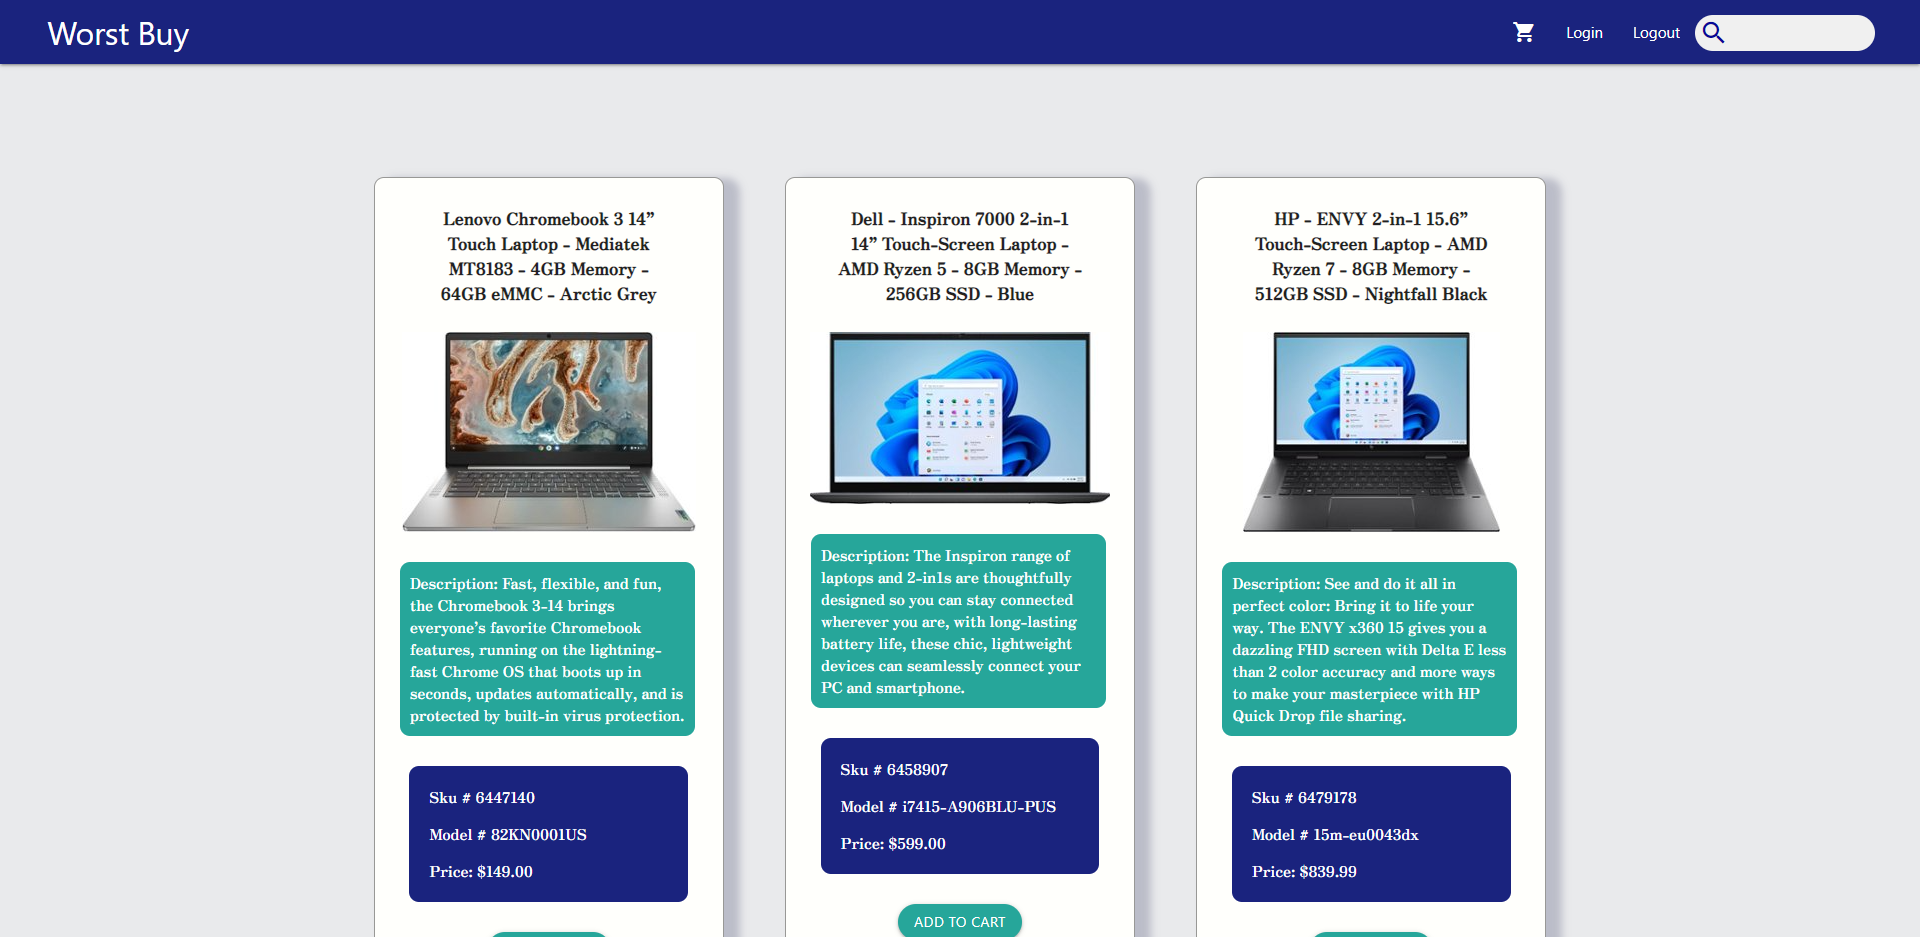 Worst Buy
Login
Logout
Lenovo Chromebook 3 14”
Touch Laptop - Mediatek
MT8183 - 4GB Memory -
64GB eMMC - Arctic Grey
Description: Fast, flexible, and fun,
the Chromebook 3-14 brings
everyone’s favorite Chromebook
features, running on the lightning-
fast Chrome OS that boots up in
seconds, updates automatically, and is
protected by built-in virus protection.
Sku # 6447140
Model # 82KN0001US
Price: $149.00
Dell - Inspiron 7000 2-in-1
14” Touch-Screen Laptop -
AMD Ryzen 5 - 8GB Memory -
256GB SSD - Blue
Description: The Inspiron range of
laptops and 2-in1s are thoughtfully
designed so you can stay connected
wherever you are, with long-lasting
battery life, these chic, lightweight
devices can seamlessly connect your
PC and smartphone.
Sku # 6458907
Model # i7415-A906BLU-PUS
Price: $599.00
ADD TO CART
HP - ENVY 2-in-1 15.6”
Touch-Screen Laptop - AMD
Ryzen 7 - 8GB Memory -
512GB SSD - Nightfall Black
Description: See and do it all in
perfect color: Bring it to life your
way. The ENVY x360 15 gives you a
dazzling FHD screen with Delta E less
than 2 color accuracy and more ways
to make your masterpiece with HP
Quick Drop file sharing.
Sku # 6479178
Model # 15m-eu0043dx
Price: $839.99